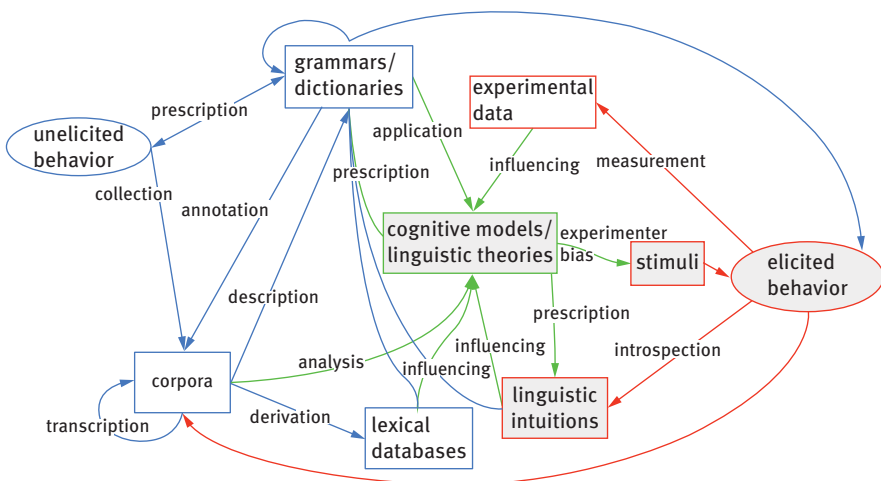 grammars/
dictionaries
experimental
data
prescription
application
unelicited
behavior
prescription
influencing
measurement
collection
annotation
cognitive models/
linguistic theories
experimenter
bias
stimuli
elicited
behavior
description
prescription
analysis
influencing
introspection
influencing
corpora
linguistic
intuitions
transcription
derivation
lexical
databases